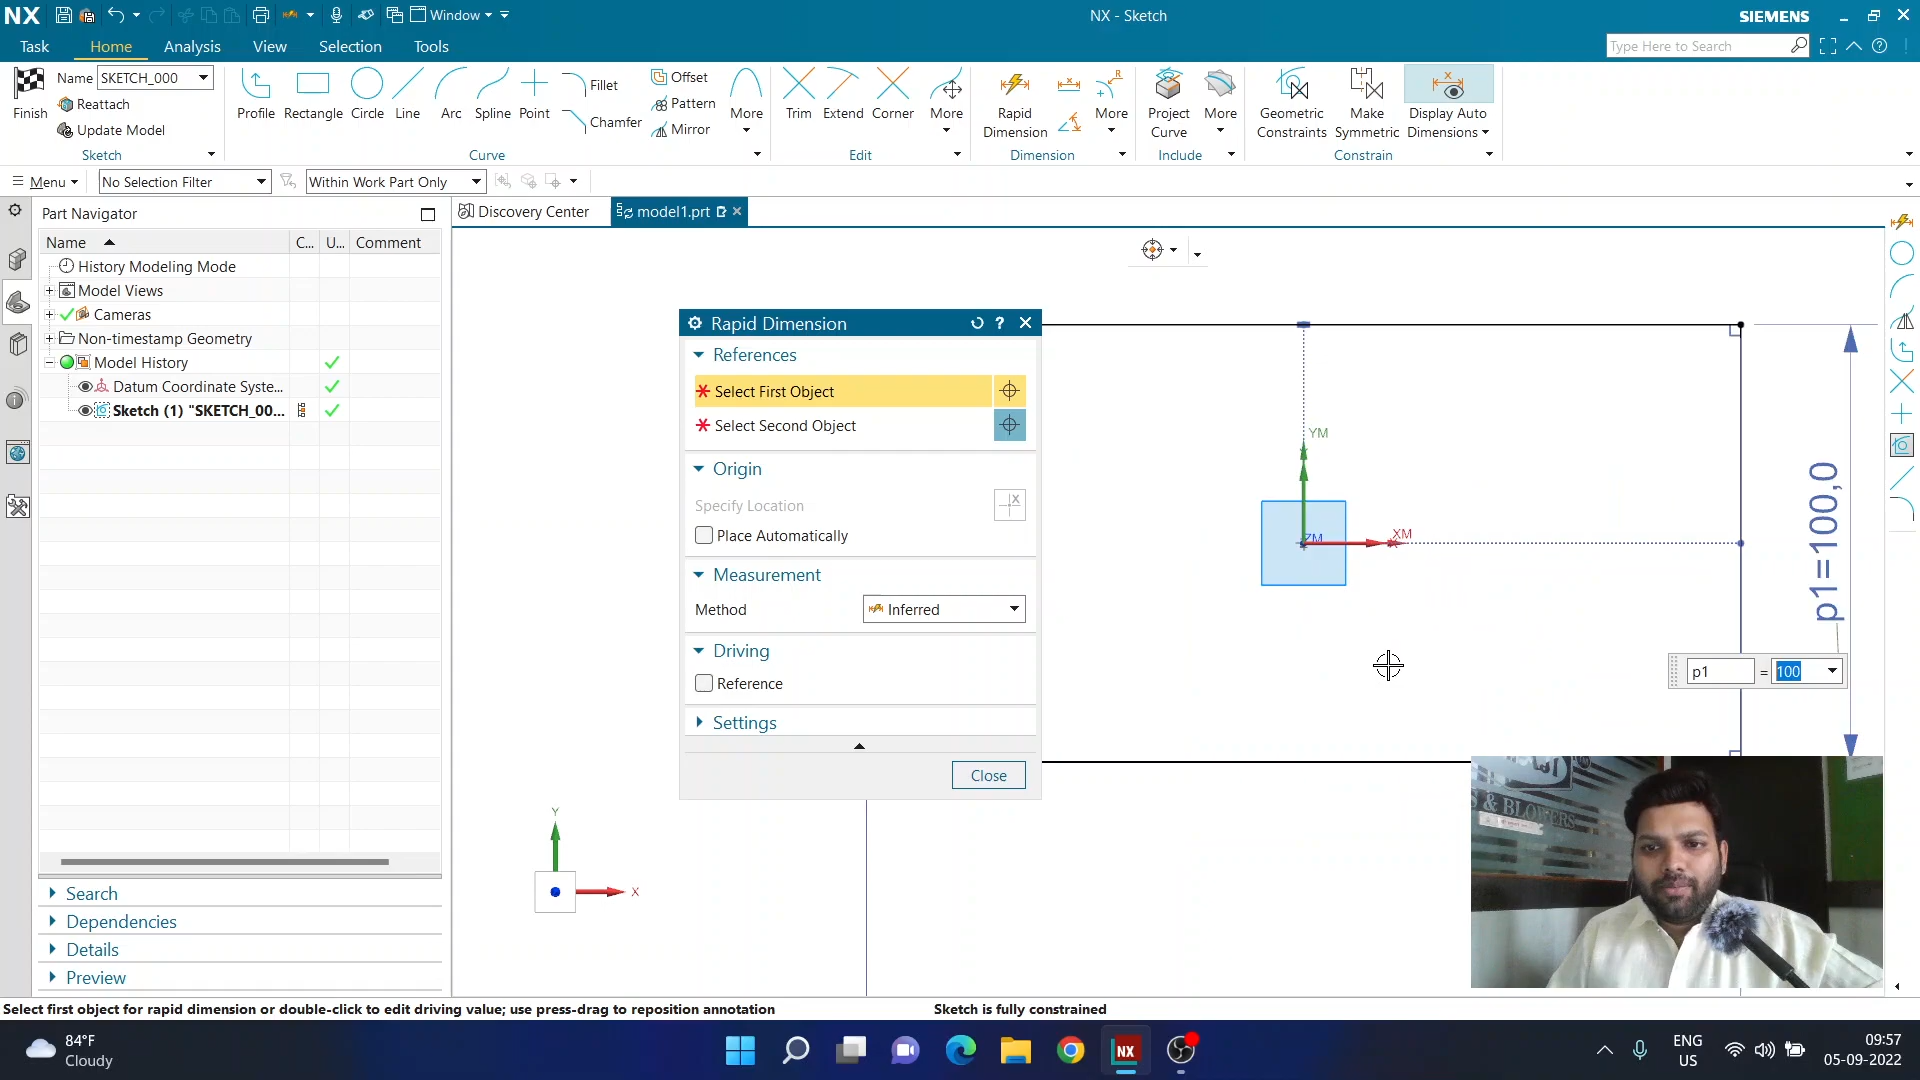 NX Window NX - Sketch SIEMENS
Task Home Analysis View Selection Tools Type Here to Search
Finish Name SKETCH_000 Reattach Update Model
Profile Rectangle Circle Line Arc Spline Point Fillet Chamfer Offset Pattern Mirror More
Trim Extend Corner More Rapid Dimension More Project Curve More Geometric Constraints Make Symmetric Display Auto Dimensions
Sketch Curve Edit Dimension Include Constrain
Menu No Selection Filter Within Work Part Only
Part Navigator
Discovery Center model1.prt
Name C... U... Comment
History Modeling Mode
Model Views
Cameras
Non-timestamp Geometry
Model History
Datum Coordinate Syste...
Sketch (1) "SKETCH_00...
Search
Dependencies
Details
Preview
Rapid Dimension
References
* Select First Object
* Select Second Object
Origin
Specify Location
Place Automatically
Measurement
Method Inferred
Driving
Reference
Settings
Close
YM
XM
ZM
p1=100,0
p1 = 100
Y
X
S & BLOWERS
Select first object for rapid dimension or double-click to edit driving value; use press-drag to reposition annotation
Sketch is fully constrained
84°F
Cloudy
NX
ENG
US
09:57
05-09-2022